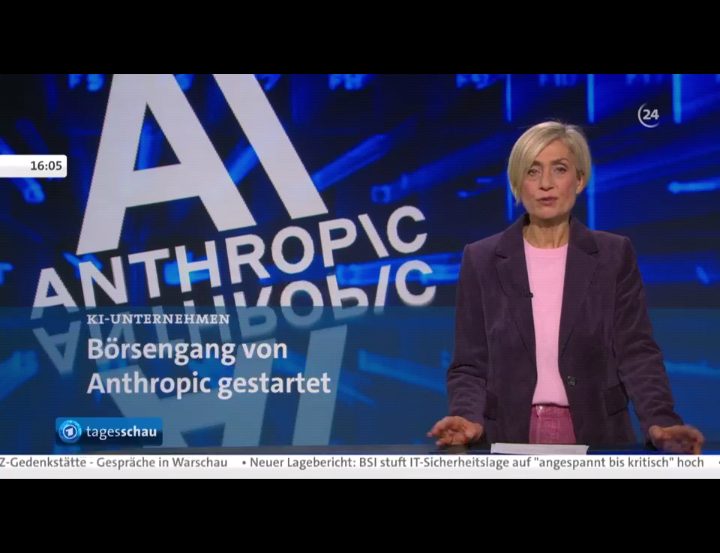 24
16:05
AI
ANTHROP\C
KI-UNTERNEHMEN
Börsengang von
Anthropic gestartet
tagesschau
Z-Gedenkstätte - Gespräche in Warschau • Neuer Lagebericht: BSI stuft IT-Sicherheitslage auf "angespannt bis kritisch" hoch •